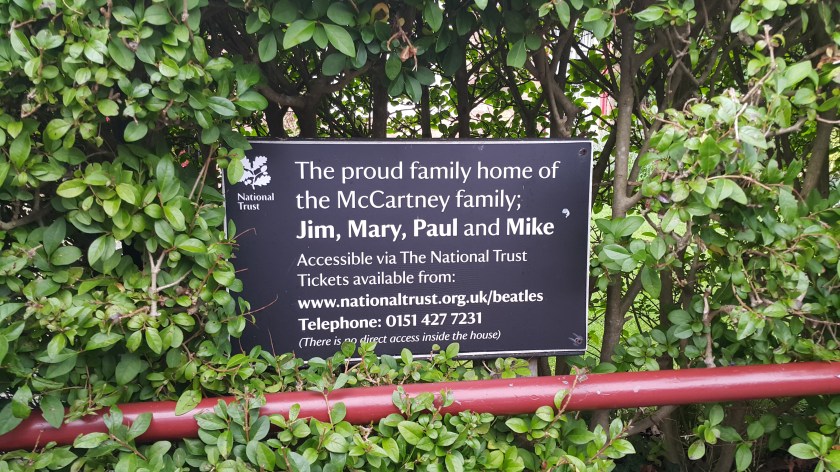 National
Trust
The proud family home of
the McCartney family;
Jim, Mary, Paul and Mike
Accessible via The National Trust
Tickets available from:
www.nationaltrust.org.uk/beatles
Telephone: 0151 427 7231
(There is no direct access inside the house)